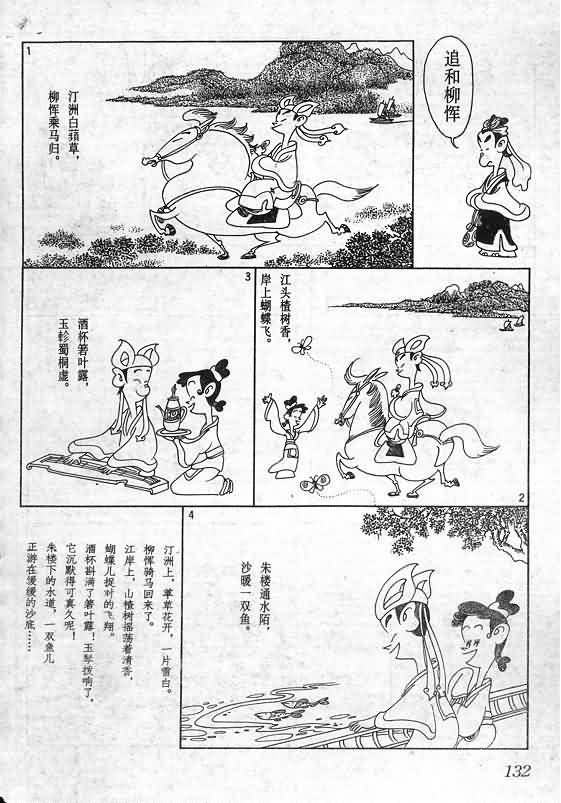 追和柳恽
1
汀洲白蘋草，
柳恽乘马归。
2
江头楂树香，
岸上蝴蝶飞。
3
酒杯箬叶露，
玉轸蜀桐虚。
4
朱楼通水陌，
沙暖一双鱼。
汀洲上，苹草花开，一片雪白。
柳恽骑马回来了。
江岸上，山楂树摇荡着清香，
蝴蝶儿捉对的飞翔。
酒杯斟满了箬叶露！玉琴拨响了，
它沉默得可真久呢！
朱楼下的水道，一双鱼儿
正游在缓缓的沙底……
132